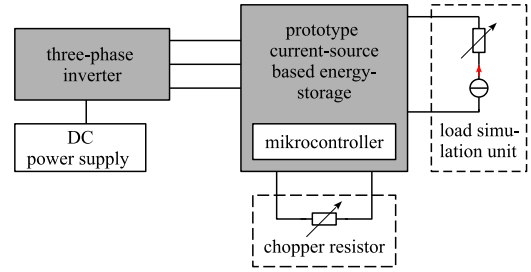 three-phase
inverter
DC
power supply
prototype
current-source
based energy-
storage
mikrocontroller
load simu-
lation unit
chopper resistor